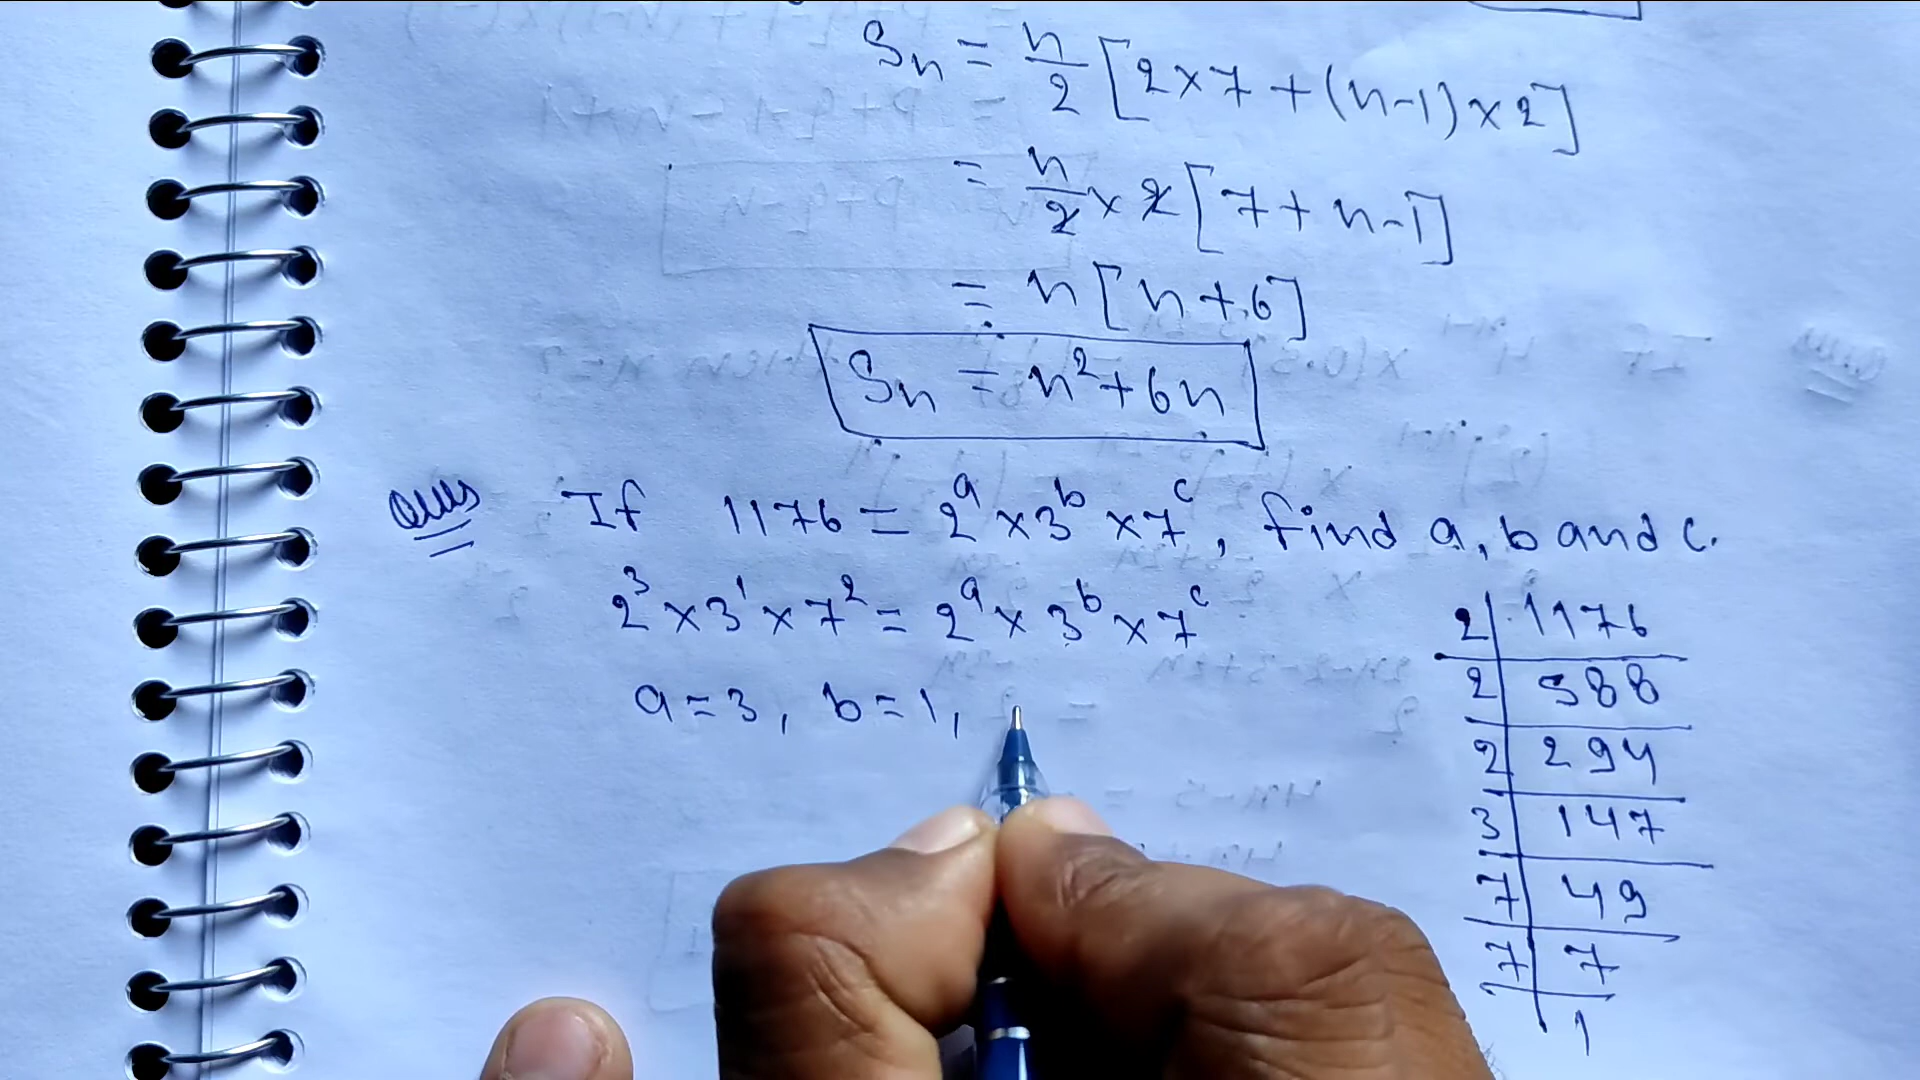 Sn = n/2 [2×7+(n-1)×2]
= n/2 × 2 [7+n-1]
= n[n+6]
Sn = n²+6n
Ques If 1176 = 2^a × 3^b × 7^c, find a, b and c.
2³ × 3¹ × 7² = 2^a × 3^b × 7^c
a=3, b=1,
2 | 1176
2 | 588
2 | 294
3 | 147
7 | 49
7 | 7
1